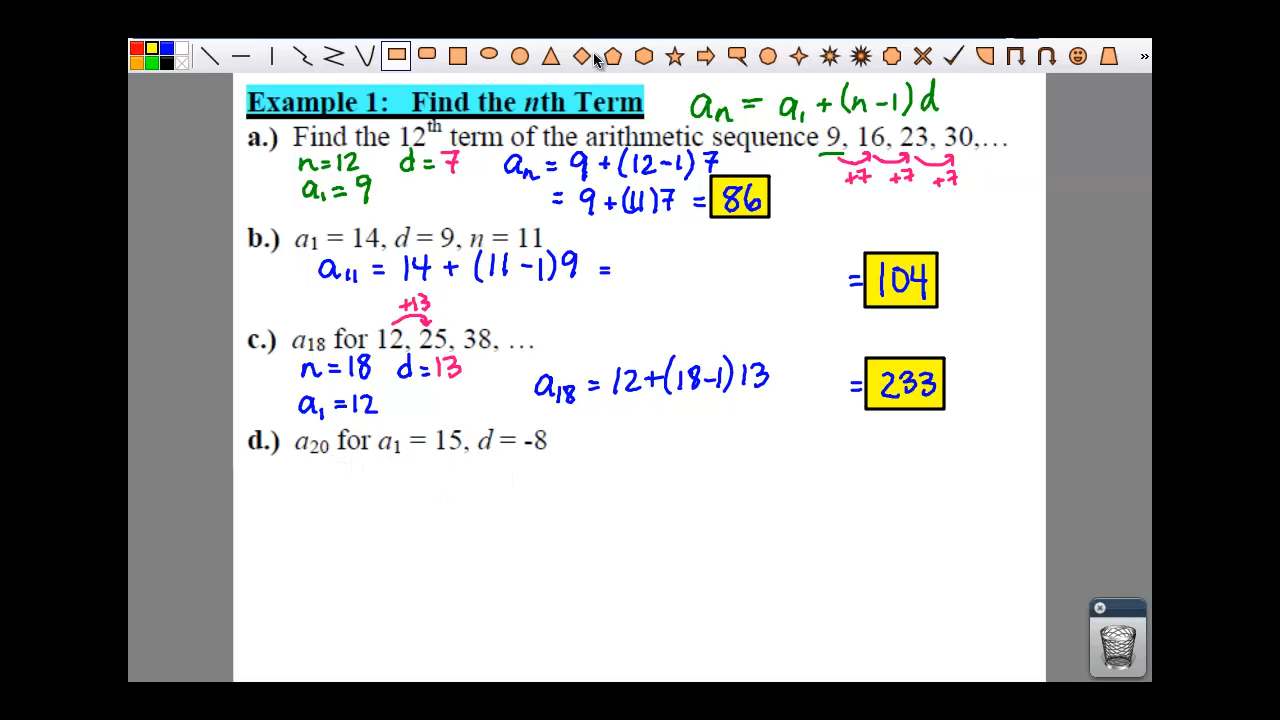 Example 1: Find the nth Term
aₙ = a₁ + (n - 1) d
a.) Find the 12th term of the arithmetic sequence 9, 16, 23, 30,…
n = 12 d = 7 aₙ = 9 + (12 - 1) 7 +7 +7 +7
a₁ = 9 = 9 + (11) 7 = 86
b.) a₁ = 14, d = 9, n = 11
a₁₁ = 14 + (11 - 1) 9 = = 104
+13
c.) a₁₈ for 12, 25, 38, …
n = 18 d = 13 a₁₈ = 12 + (18 - 1) 13 = 233
a₁ = 12
d.) a₂₀ for a₁ = 15, d = -8